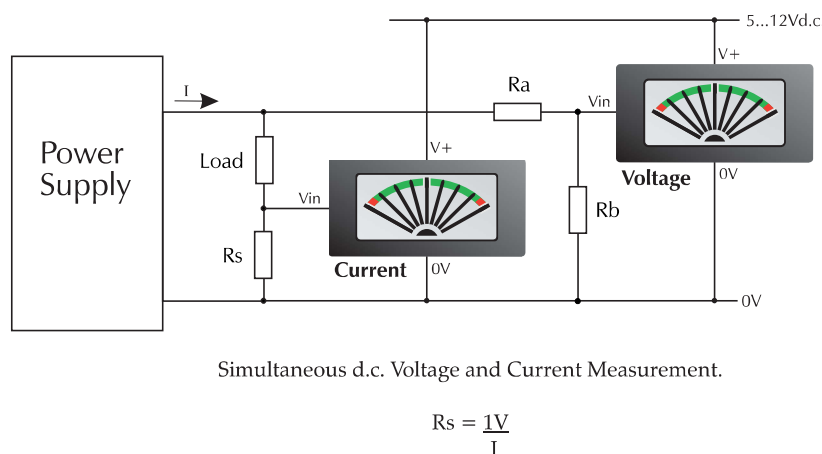 5...12Vd.c
V+
I
Ra
Vin
Power
Supply
Load
V+
Voltage
0V
Vin
Rb
Rs
Current
0V
0V
Simultaneous d.c. Voltage and Current Measurement.
Rs = 1V
I